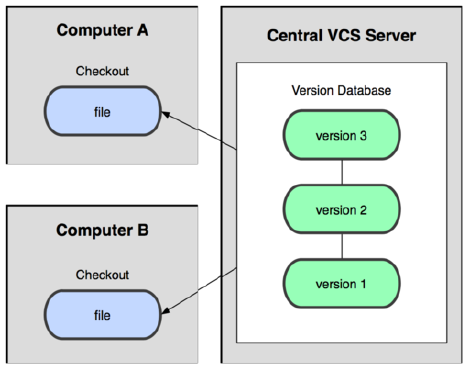 Computer A
Checkout
file
Computer B
Checkout
file
Central VCS Server
Version Database
version 3
version 2
version 1